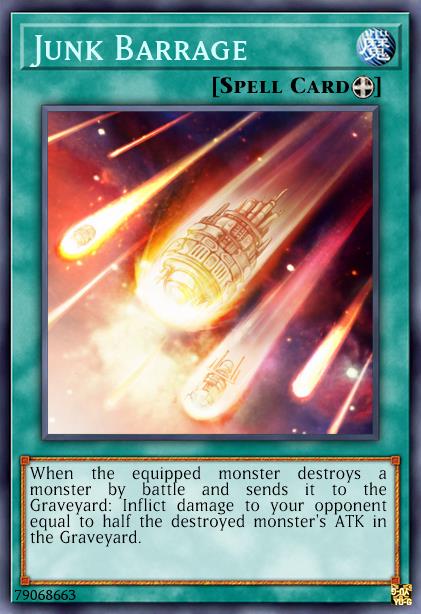 Junk Barrage
魔
[Spell Card]
When the equipped monster destroys a
monster by battle and sends it to the
Graveyard: Inflict damage to your opponent
equal to half the destroyed monster's ATK in
the Graveyard.
79068663